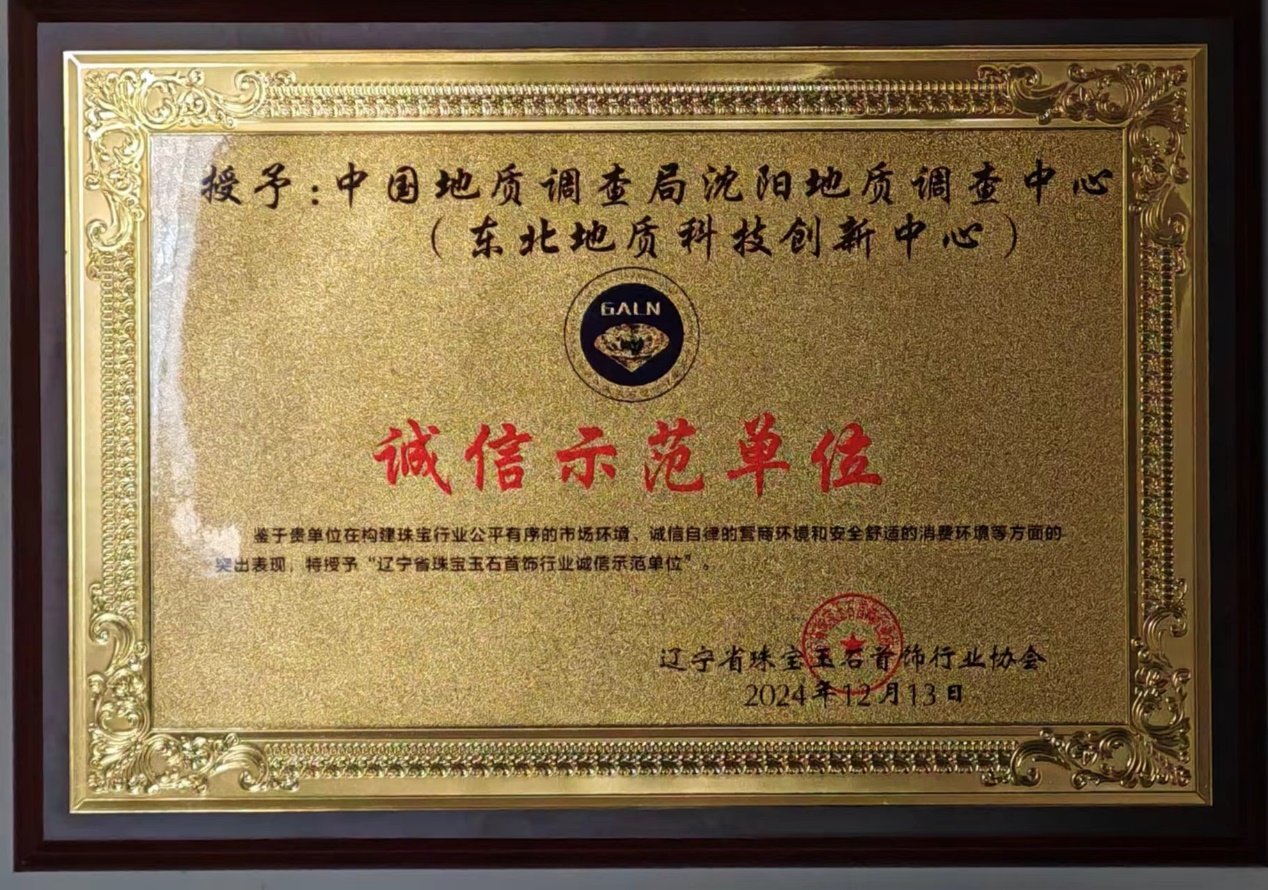 授予:中国地质调查局沈阳地质调查中心
(东北地质科技创新中心)
GALN
诚信示范单位
鉴于贵单位在构建珠宝行业公平有序的市场环境、诚信自律的营商环境和安全舒适的消费环境等方面的
突出表现,特授予“辽宁省珠宝玉石首饰行业诚信示范单位”。
辽宁省珠宝玉石首饰行业协会
2024年12月13日